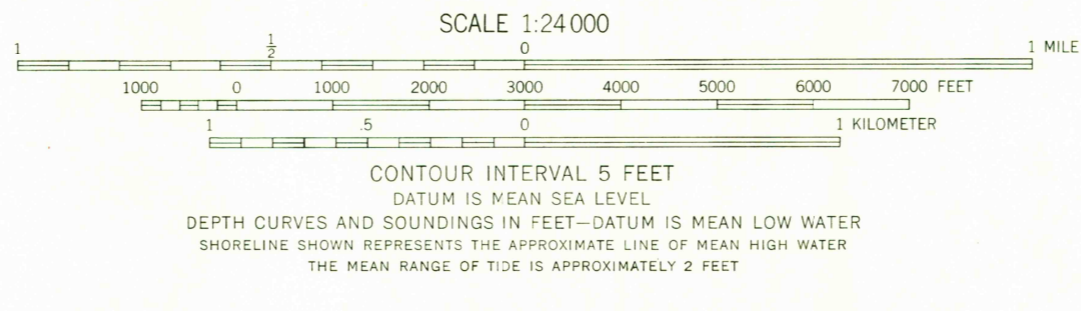 SCALE 1:24 000
1 ½ 0 1 MILE
1000 0 1000 2000 3000 4000 5000 6000 7000 FEET
1 .5 0 1 KILOMETER
CONTOUR INTERVAL 5 FEET
DATUM IS MEAN SEA LEVEL
DEPTH CURVES AND SOUNDINGS IN FEET—DATUM IS MEAN LOW WATER
SHORELINE SHOWN REPRESENTS THE APPROXIMATE LINE OF MEAN HIGH WATER
THE MEAN RANGE OF TIDE IS APPROXIMATELY 2 FEET